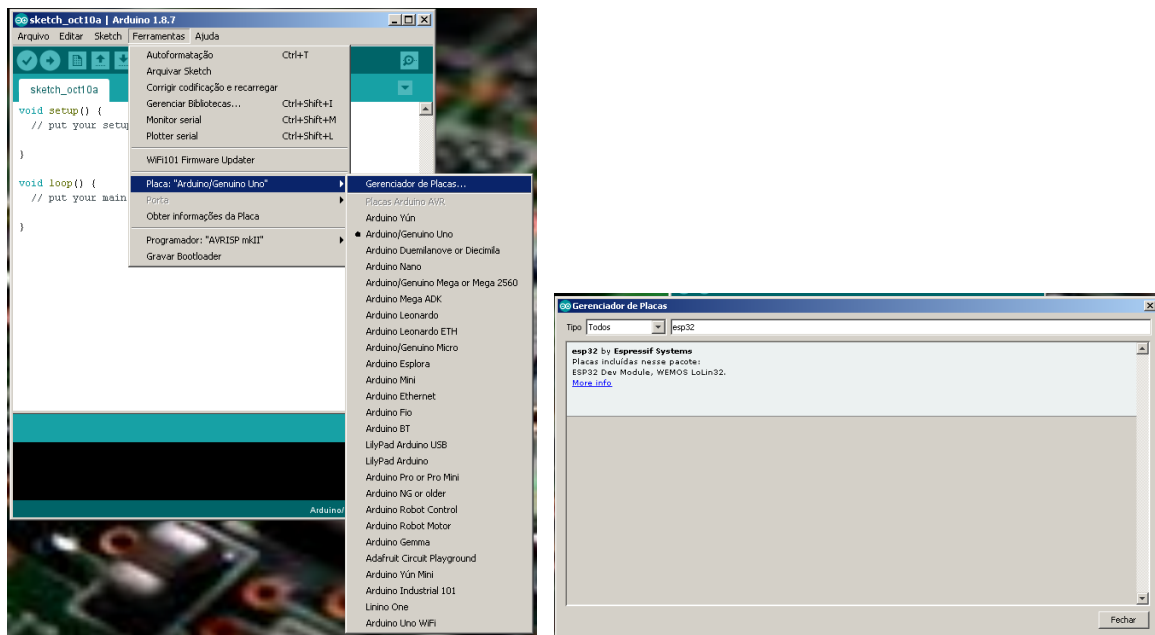 sketch_oct10a | Arduino 1.8.7
Arquivo Editar Sketch Ferramentas Ajuda
sketch_oct10a
void setup() {
// put your setu
}
void loop() {
// put your main
}
Autoformatação Ctrl+T
Arquivar Sketch
Corrigir codificação e recarregar
Gerenciar Bibliotecas... Ctrl+Shift+I
Monitor serial Ctrl+Shift+M
Plotter serial Ctrl+Shift+L
WiFi101 Firmware Updater
Placa: "Arduino/Genuino Uno"
Porta
Obter informações da Placa
Programador: "AVRISP mkII"
Gravar Bootloader
Gerenciador de Placas...
Placas Arduino AVR
Arduino Yún
Arduino/Genuino Uno
Arduino Duemilanove or Diecimila
Arduino Nano
Arduino/Genuino Mega or Mega 2560
Arduino Mega ADK
Arduino Leonardo
Arduino Leonardo ETH
Arduino/Genuino Micro
Arduino Esplora
Arduino Mini
Arduino Ethernet
Arduino Fio
Arduino BT
LilyPad Arduino USB
LilyPad Arduino
Arduino Pro or Pro Mini
Arduino NG or older
Arduino Robot Control
Arduino Robot Motor
Arduino Gemma
Adafruit Circuit Playground
Arduino Yún Mini
Arduino Industrial 101
Linino One
Arduino Uno WiFi
Arduino/
Gerenciador de Placas
Tipo Todos esp32
esp32 by Espressif Systems
Placas incluídas nesse pacote:
ESP32 Dev Module, WEMOS LoLin32.
More info
Fechar